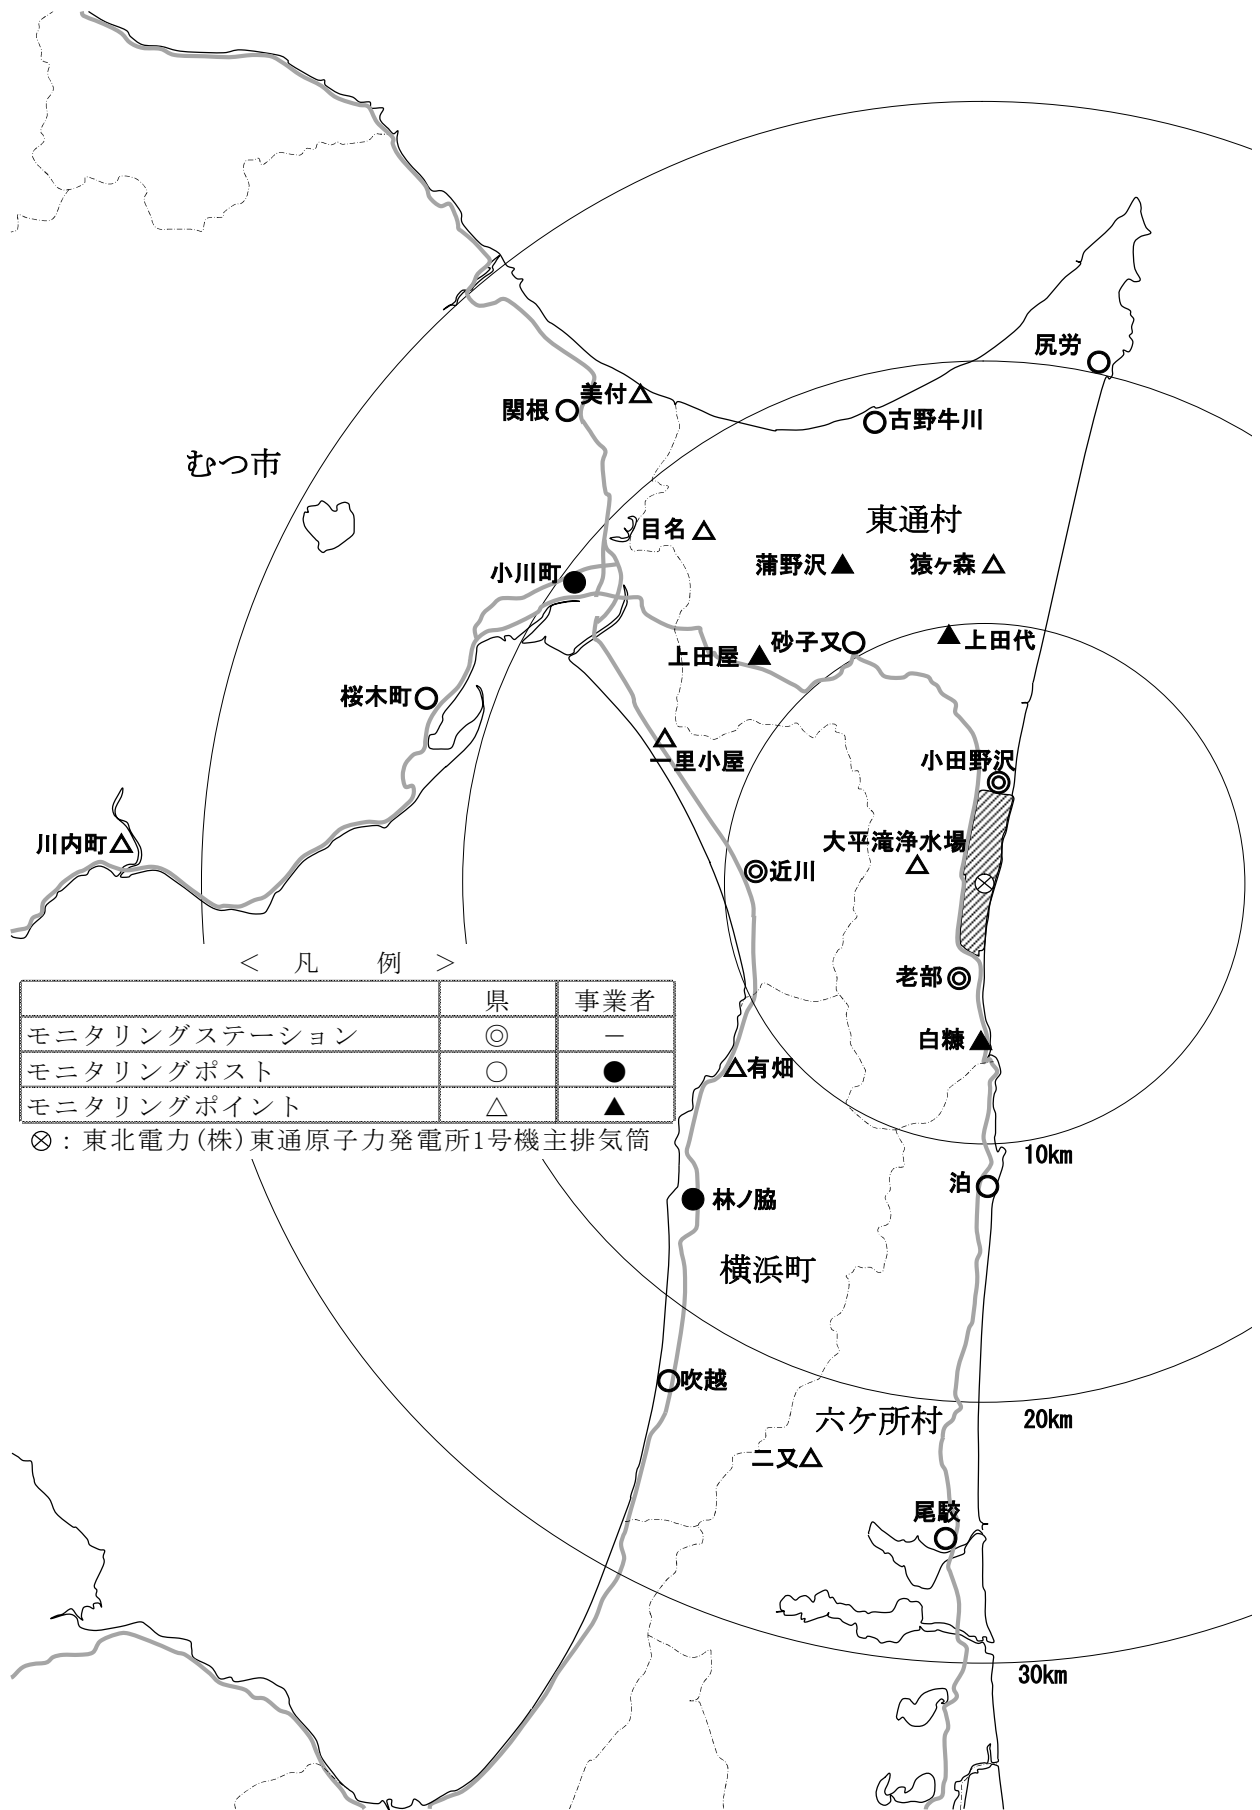 尻労
美付
関根
古野牛川
むつ市
東通村
目名
蒲野沢
猿ヶ森
小川町
砂子又
上田代
上田屋
桜木町
一里小屋
小田野沢
川内町
大平滝浄水場
近川
＜ 凡 例 ＞
県 事業者
モニタリングステーション ◎ －
モニタリングポスト ○ ●
モニタリングポイント △ ▲
⊗：東北電力(株)東通原子力発電所1号機主排気筒
老部
白糠
有畑
10km
泊
林ノ脇
横浜町
吹越
六ケ所村
20km
二又
尾駮
30km